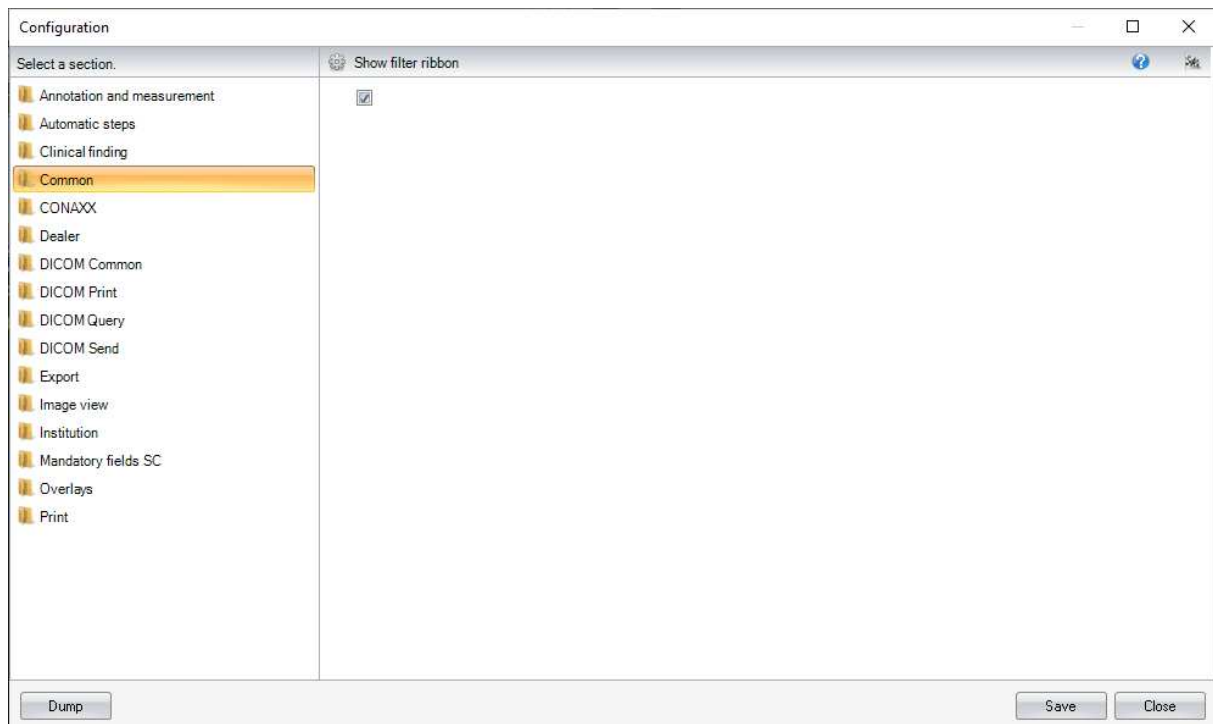 Configuration
Select a section.
Show filter ribbon
Annotation and measurement
Automatic steps
Clinical finding
Common
CONAXX
Dealer
DICOM Common
DICOM Print
DICOM Query
DICOM Send
Export
Image view
Institution
Mandatory fields SC
Overlays
Print
Dump
Save
Close